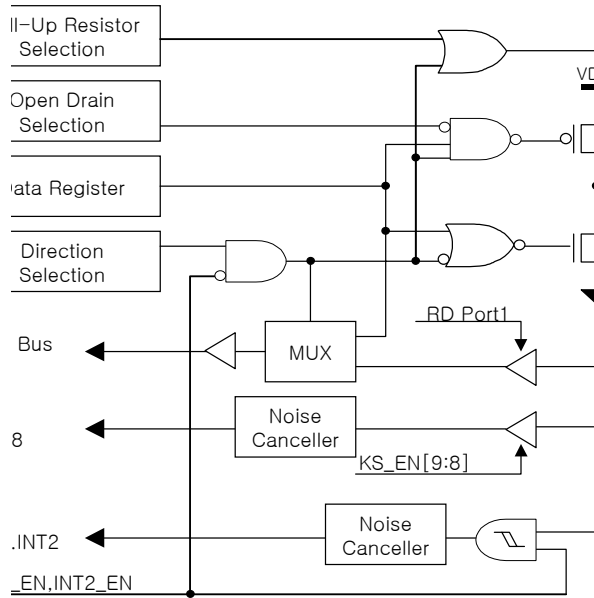 ll-Up Resistor
Selection
Open Drain
Selection
ata Register
Direction
Selection
VD
RD Port1
Bus
MUX
Noise
Canceller
8
KS_EN[9:8]
Noise
Canceller
.INT2
_EN,INT2_EN